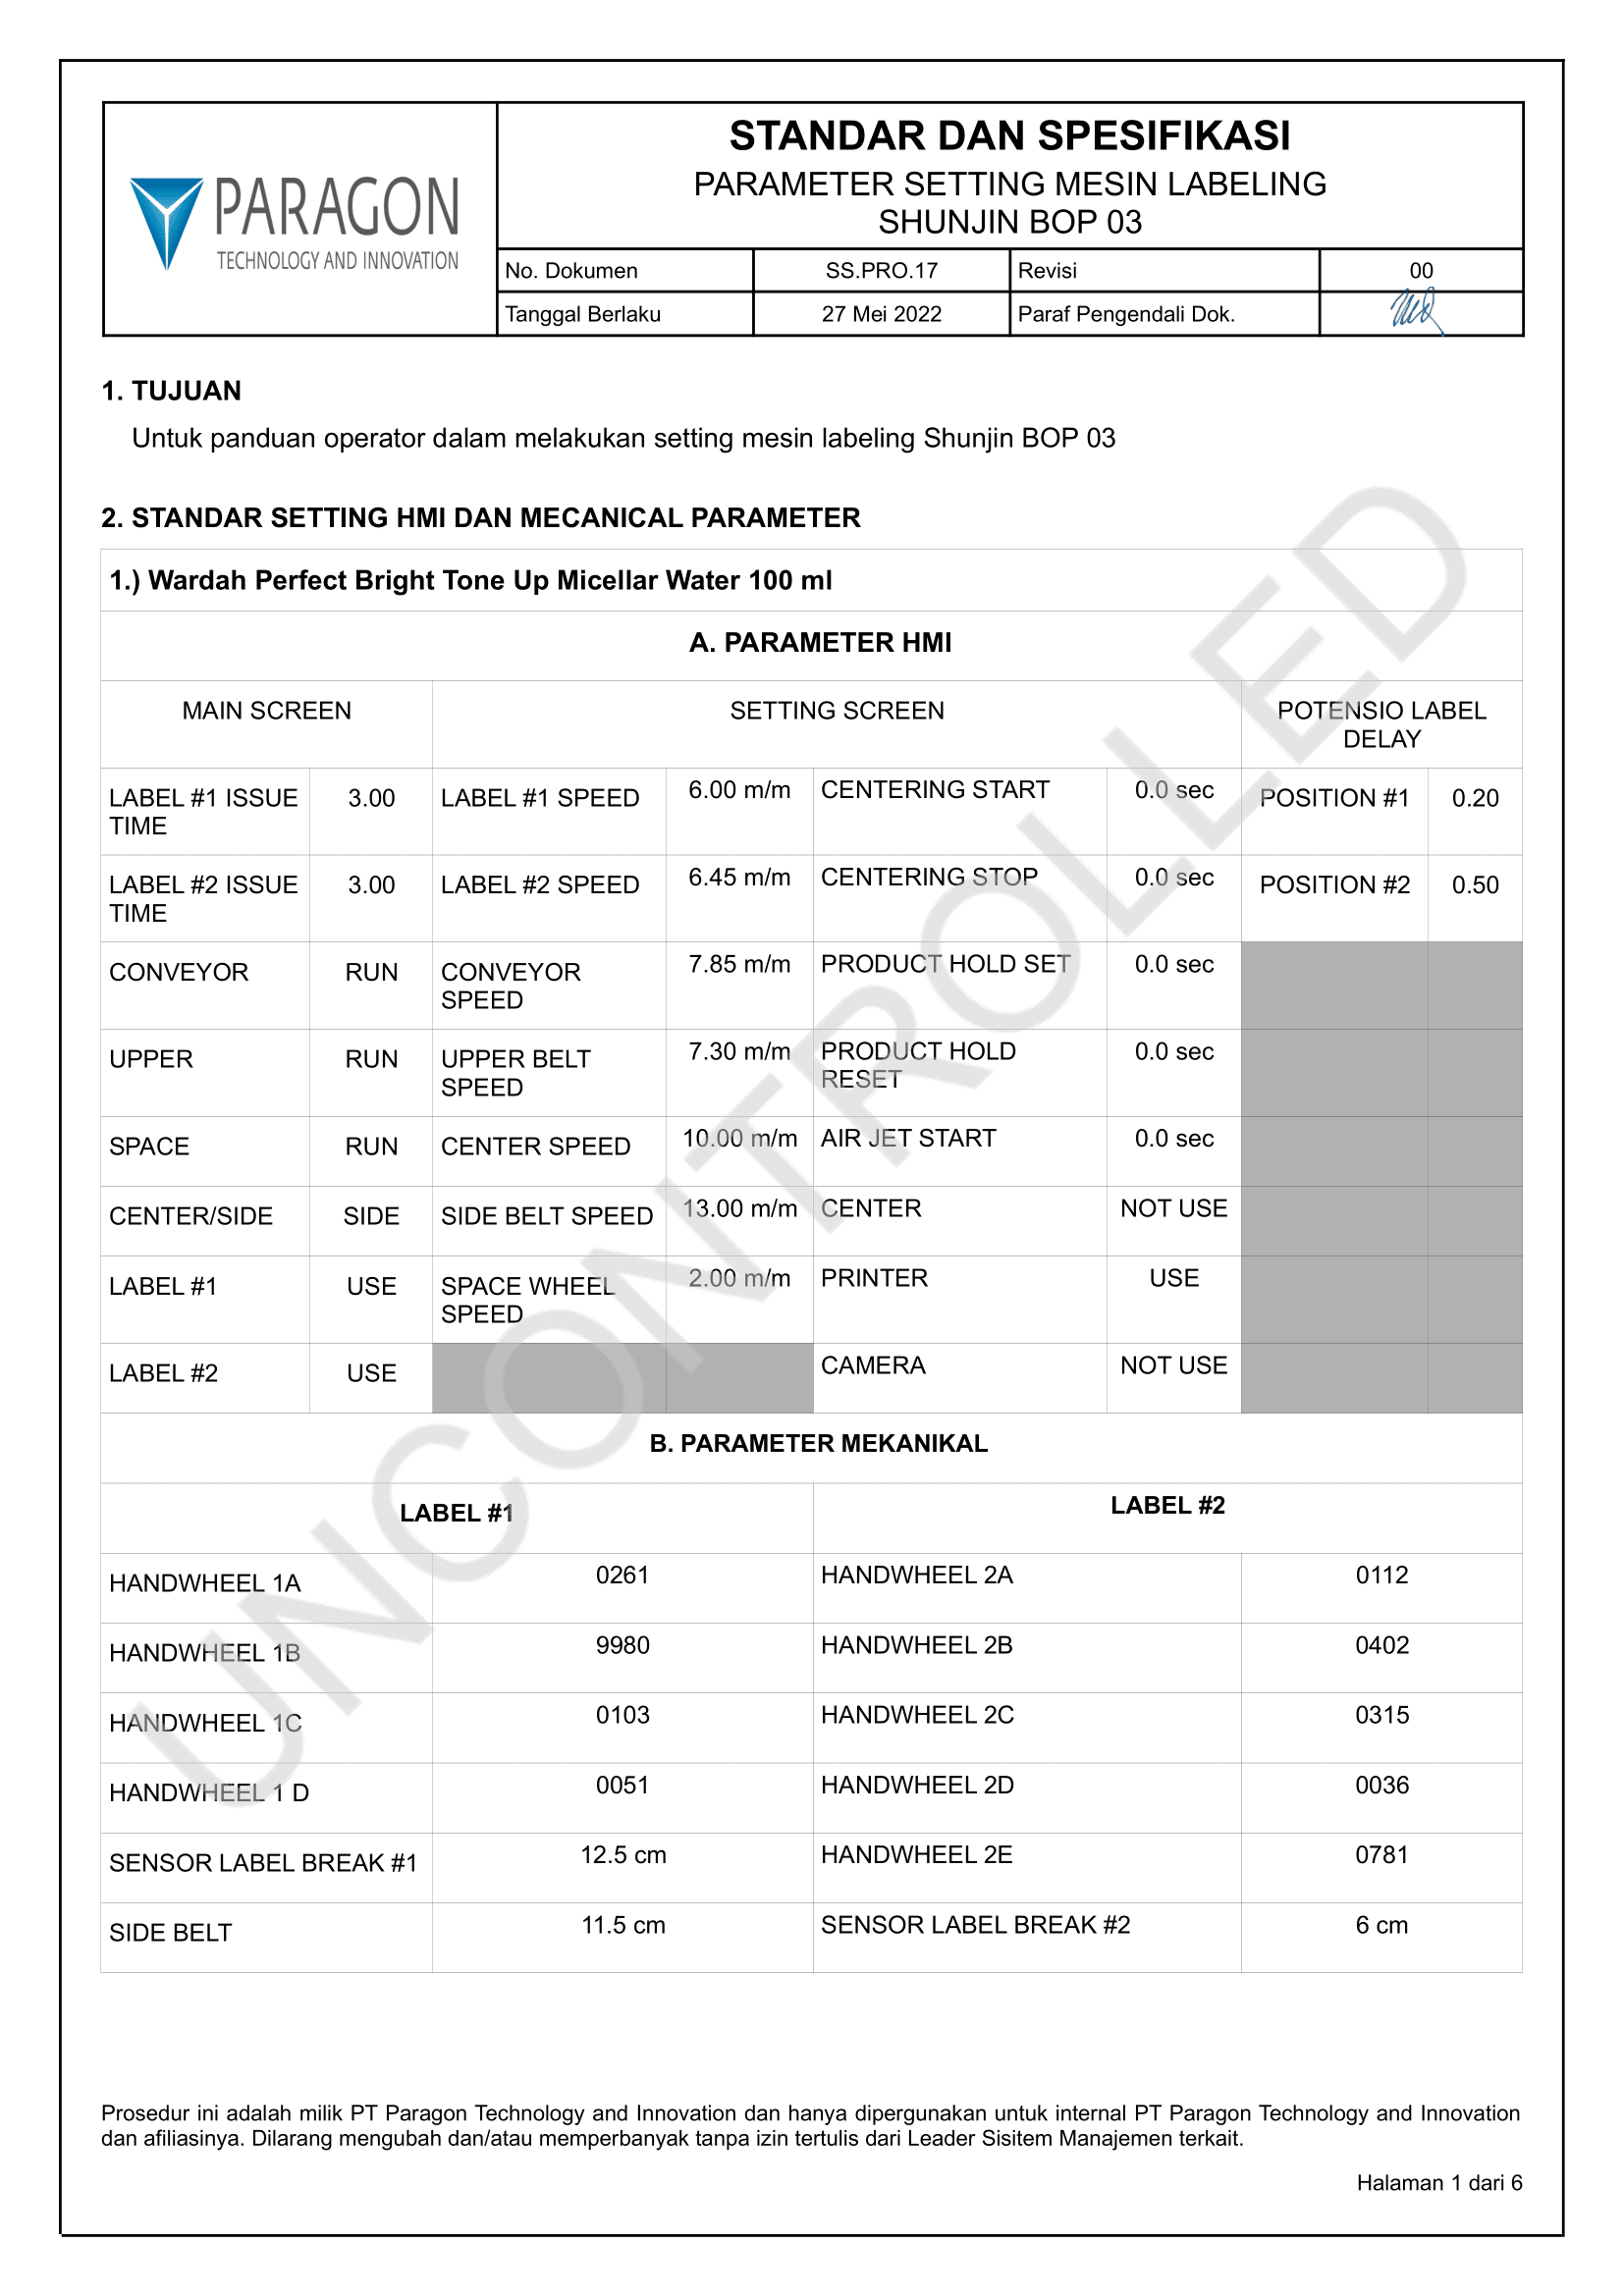 PARAGON
TECHNOLOGY AND INNOVATION
STANDAR DAN SPESIFIKASI
PARAMETER SETTING MESIN LABELING
SHUNJIN BOP 03
No. Dokumen SS.PRO.17 Revisi 00
Tanggal Berlaku 27 Mei 2022 Paraf Pengendali Dok.
1. TUJUAN
Untuk panduan operator dalam melakukan setting mesin labeling Shunjin BOP 03
2. STANDAR SETTING HMI DAN MECANICAL PARAMETER
1.) Wardah Perfect Bright Tone Up Micellar Water 100 ml
A. PARAMETER HMI
MAIN SCREEN SETTING SCREEN POTENSIO LABEL
DELAY
LABEL #1 ISSUE 3.00 LABEL #1 SPEED 6.00 m/m CENTERING START 0.0 sec POSITION #1 0.20
TIME
LABEL #2 ISSUE 3.00 LABEL #2 SPEED 6.45 m/m CENTERING STOP 0.0 sec POSITION #2 0.50
TIME
CONVEYOR RUN CONVEYOR 7.85 m/m PRODUCT HOLD SET 0.0 sec
SPEED
UPPER RUN UPPER BELT 7.30 m/m PRODUCT HOLD 0.0 sec
SPEED RESET
SPACE RUN CENTER SPEED 10.00 m/m AIR JET START 0.0 sec
CENTER/SIDE SIDE SIDE BELT SPEED 13.00 m/m CENTER NOT USE
LABEL #1 USE SPACE WHEEL 2.00 m/m PRINTER USE
SPEED
LABEL #2 USE CAMERA NOT USE
B. PARAMETER MEKANIKAL
LABEL #1 LABEL #2
HANDWHEEL 1A 0261 HANDWHEEL 2A 0112
HANDWHEEL 1B 9980 HANDWHEEL 2B 0402
HANDWHEEL 1C 0103 HANDWHEEL 2C 0315
HANDWHEEL 1 D 0051 HANDWHEEL 2D 0036
SENSOR LABEL BREAK #1 12.5 cm HANDWHEEL 2E 0781
SIDE BELT 11.5 cm SENSOR LABEL BREAK #2 6 cm
UNCONTROLLED
Prosedur ini adalah milik PT Paragon Technology and Innovation dan hanya dipergunakan untuk internal PT Paragon Technology and Innovation
dan afiliasinya. Dilarang mengubah dan/atau memperbanyak tanpa izin tertulis dari Leader Sisitem Manajemen terkait.
Halaman 1 dari 6